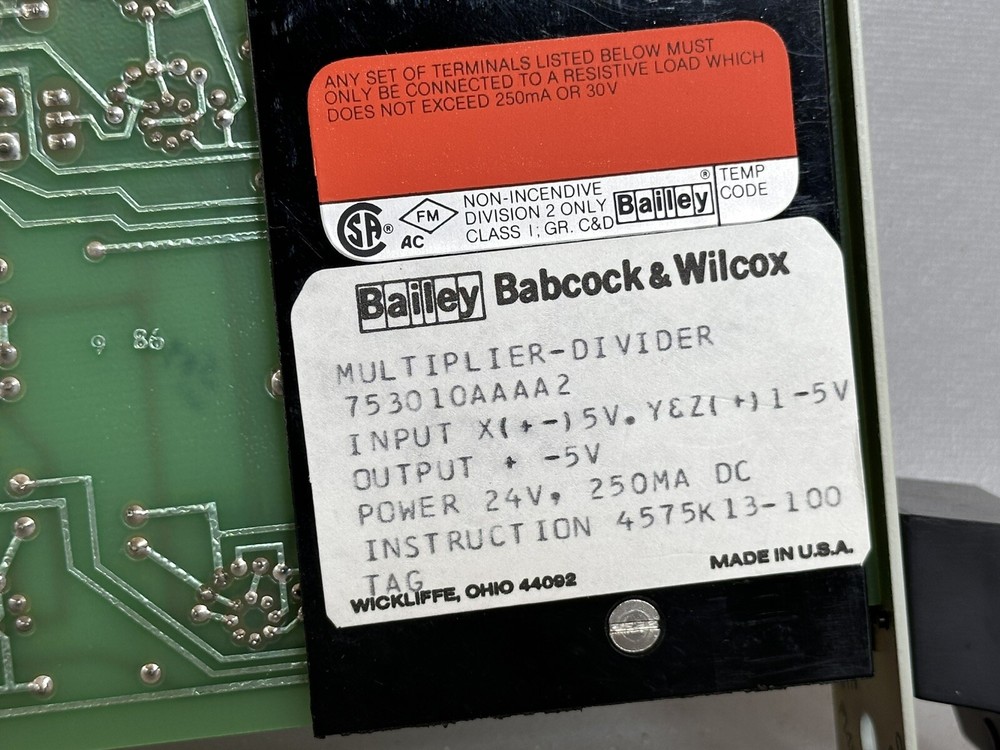 ANY SET OF TERMINALS LISTED BELOW MUST
ONLY BE CONNECTED TO A RESISTIVE LOAD WHICH
DOES NOT EXCEED 250mA OR 30V
SA® FM AC
NON-INCENDIVE
DIVISION 2 ONLY
CLASS I; GR. C&D
Bailey®
TEMP
CODE
Bailey Babcock & Wilcox
MULTIPLIER-DIVIDER
753010AAAA2
INPUT X(+-)5V. Y&Z(+)1-5V
OUTPUT + -5V
POWER 24V, 250MA DC
INSTRUCTION 4575K13-100
TAG
WICKLIFFE, OHIO 44092
MADE IN U.S.A.
9 86